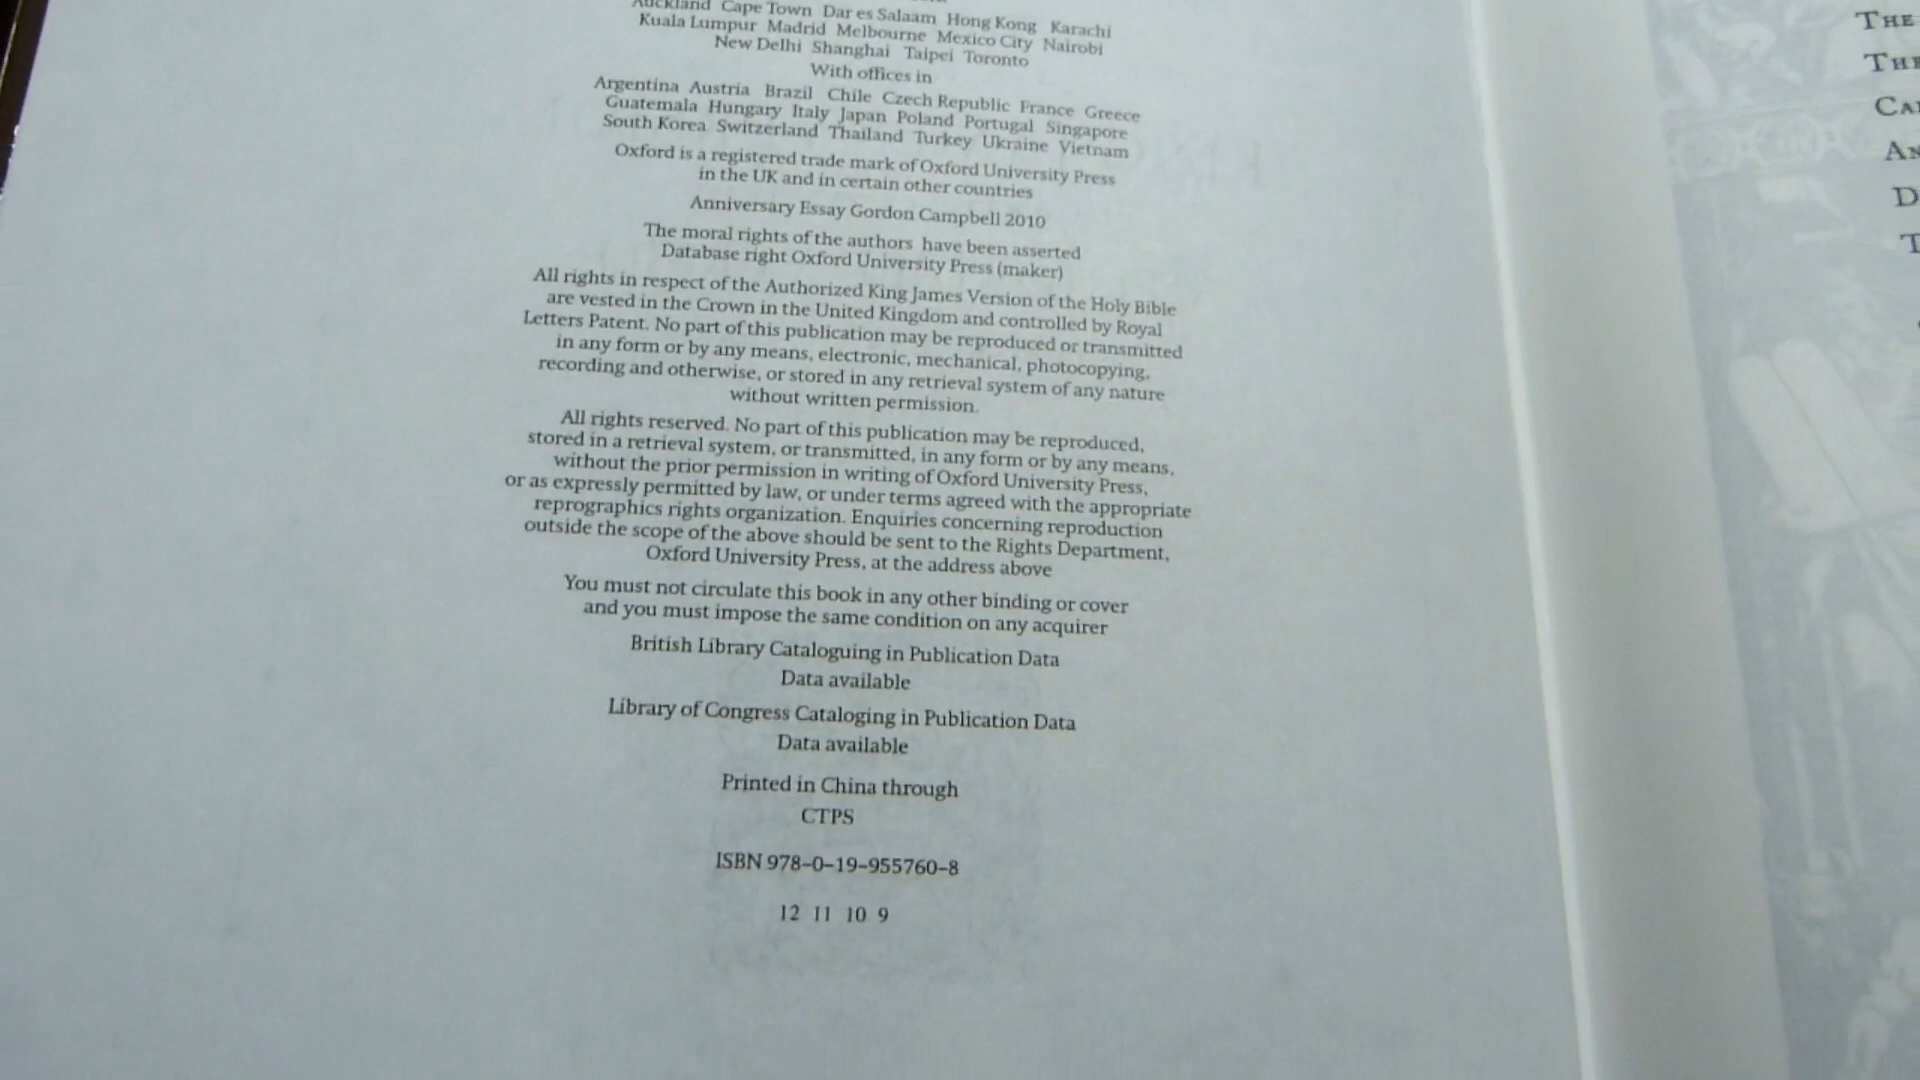 Auckland Cape Town Dar es Salaam Hong Kong Karachi
Kuala Lumpur Madrid Melbourne Mexico City Nairobi
New Delhi Shanghai Taipei Toronto
With offices in
Argentina Austria Brazil Chile Czech Republic France Greece
Guatemala Hungary Italy Japan Poland Portugal Singapore
South Korea Switzerland Thailand Turkey Ukraine Vietnam
Oxford is a registered trade mark of Oxford University Press
in the UK and in certain other countries
Anniversary Essay Gordon Campbell 2010
The moral rights of the authors have been asserted
Database right Oxford University Press (maker)
All rights in respect of the Authorized King James Version of the Holy Bible
are vested in the Crown in the United Kingdom and controlled by Royal
Letters Patent. No part of this publication may be reproduced or transmitted
in any form or by any means, electronic, mechanical, photocopying,
recording and otherwise, or stored in any retrieval system of any nature
without written permission.
All rights reserved. No part of this publication may be reproduced,
stored in a retrieval system, or transmitted, in any form or by any means,
without the prior permission in writing of Oxford University Press,
or as expressly permitted by law, or under terms agreed with the appropriate
reprographics rights organization. Enquiries concerning reproduction
outside the scope of the above should be sent to the Rights Department,
Oxford University Press, at the address above
You must not circulate this book in any other binding or cover
and you must impose the same condition on any acquirer
British Library Cataloguing in Publication Data
Data available
Library of Congress Cataloging in Publication Data
Data available
Printed in China through
CTPS
ISBN 978–0–19–955760–8
12 11 10 9
THE